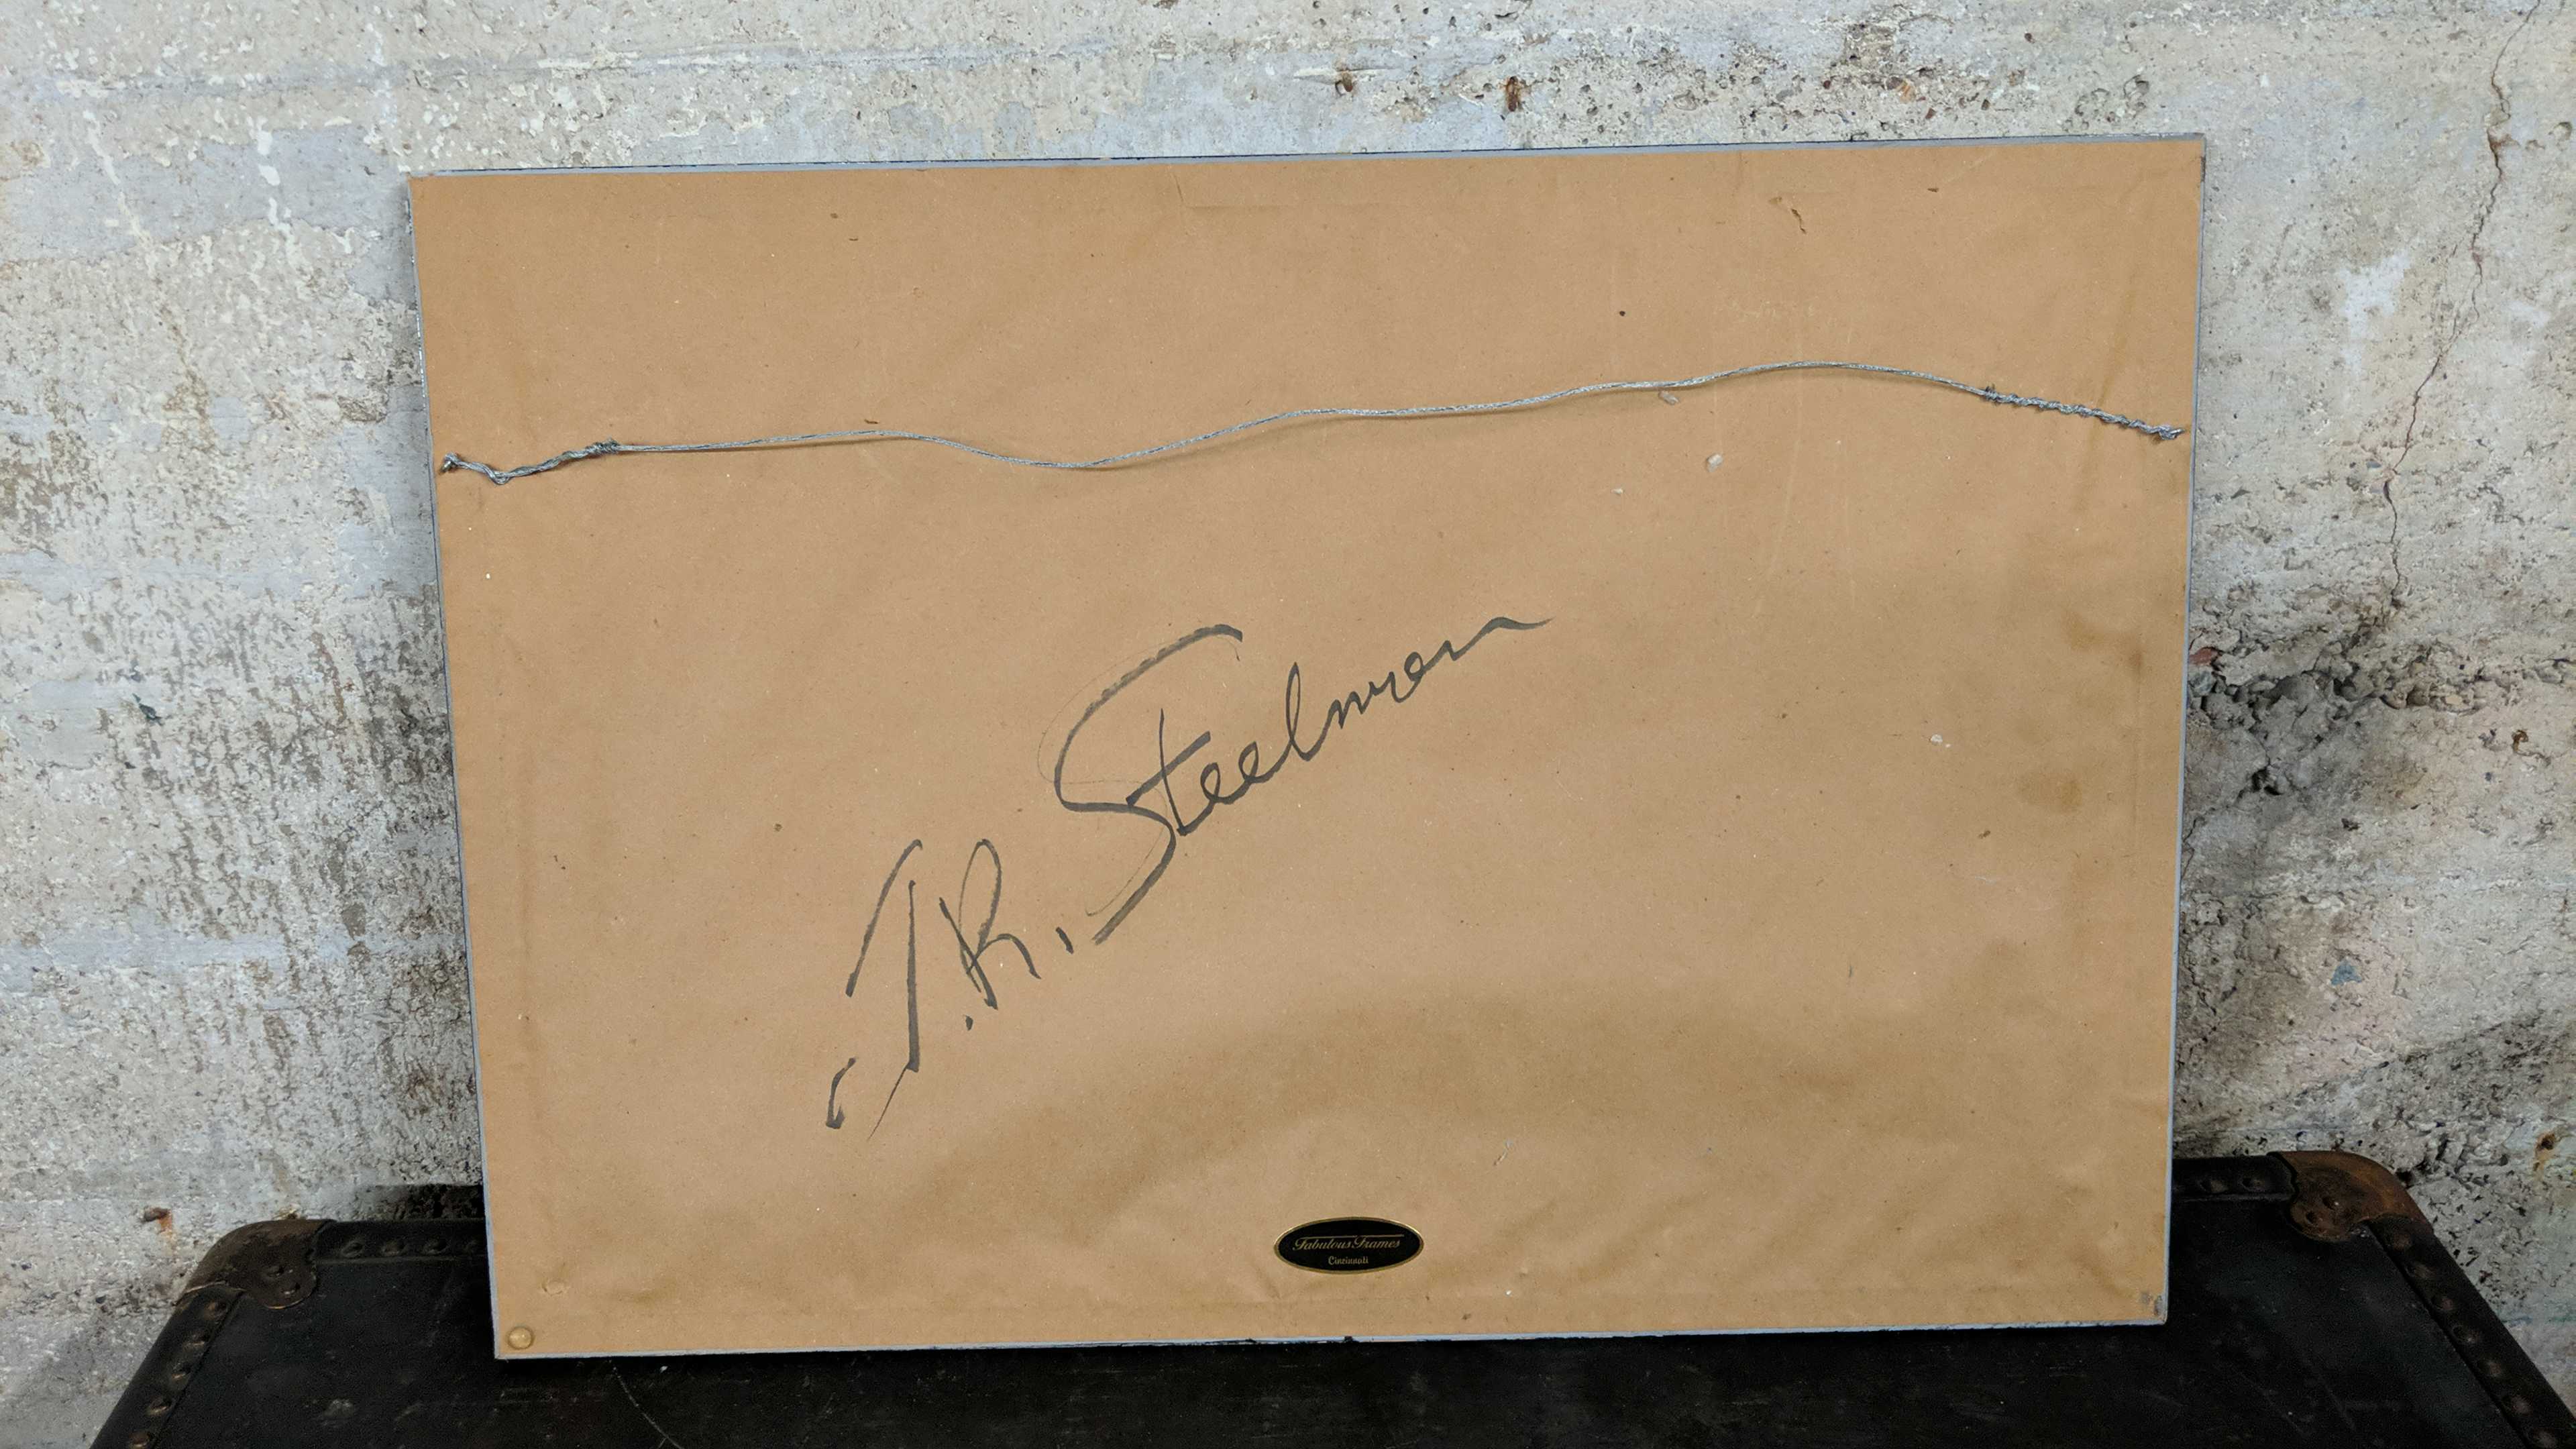 J.R. Steelman
Fabulous Frames
Cincinnati